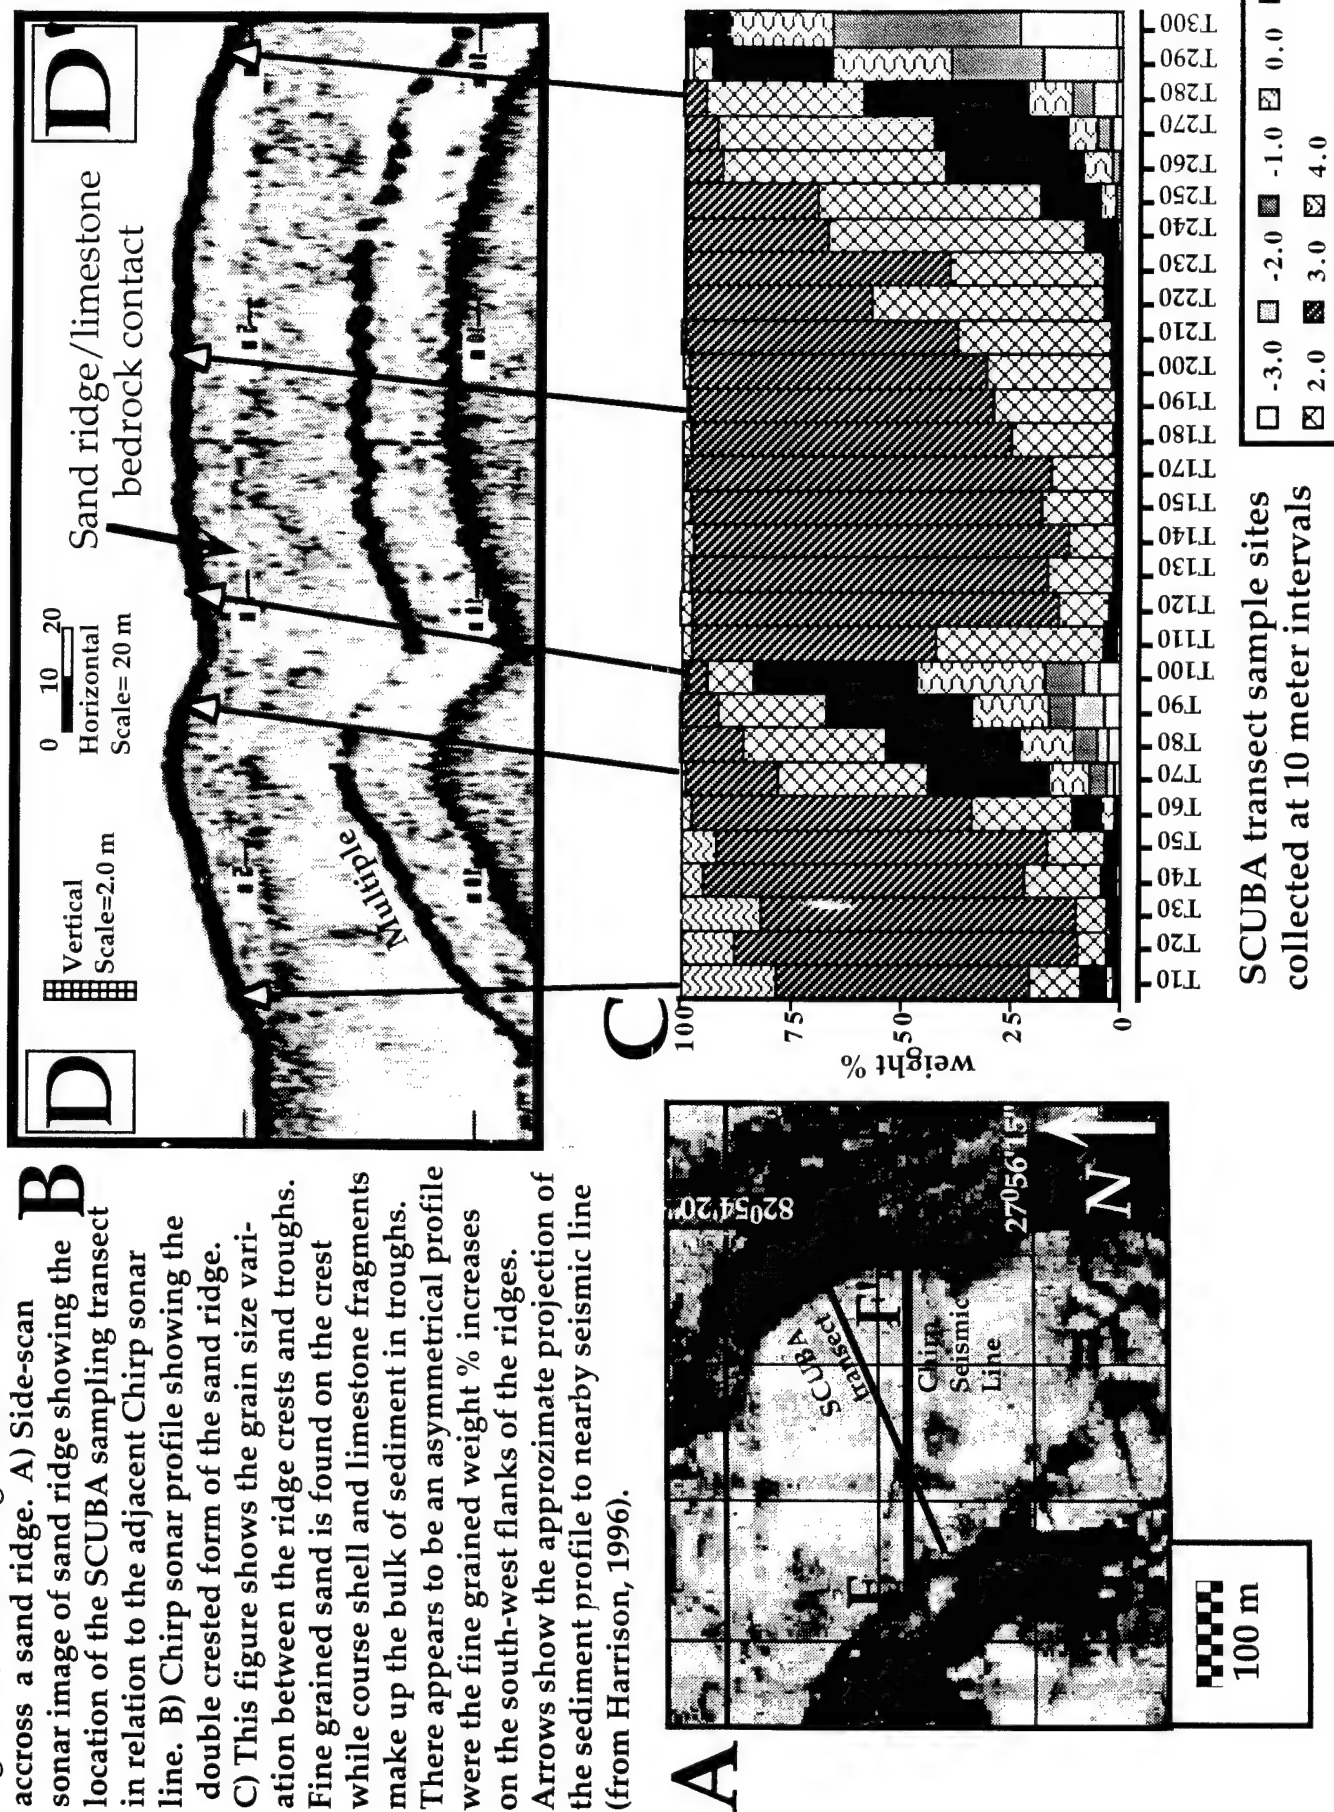 accross a sand ridge. A) Side-scan
sonar image of sand ridge showing the
location of the SCUBA sampling transect
in relation to the adjacent Chirp sonar
line. B) Chirp sonar profile showing the
double crested form of the sand ridge.
C) This figure shows the grain size vari-
ation between the ridge crests and troughs.
Fine grained sand is found on the crest
while course shell and limestone fragments
make up the bulk of sediment in troughs.
There appears to be an asymmetrical profile
were the fine grained weight % increases
on the south-west flanks of the ridges.
Arrows show the approzimate projection of
the sediment profile to nearby seismic line
(from Harrison, 1996).
B
D
D'
Vertical
Scale=2.0 m
0 10 20
Horizontal
Scale= 20 m
Sand ridge/limestone
bedrock contact
Multiple
A
82⁰54'20"
27⁰56'15"
N
SCUBA
transect
F
F'
Chirp
Seismic
Line
100 m
C
weight %
100
75
50
25
0
T10 T20 T30 T40 T50 T60 T70 T80 T90 T100 T110 T120 T130 T140 T150 T170 T180 T190 T200 T210 T220 T230 T240 T250 T260 T270 T280 T290 T300
SCUBA transect sample sites
collected at 10 meter intervals
-3.0 -2.0 -1.0 0.0
2.0 3.0 4.0